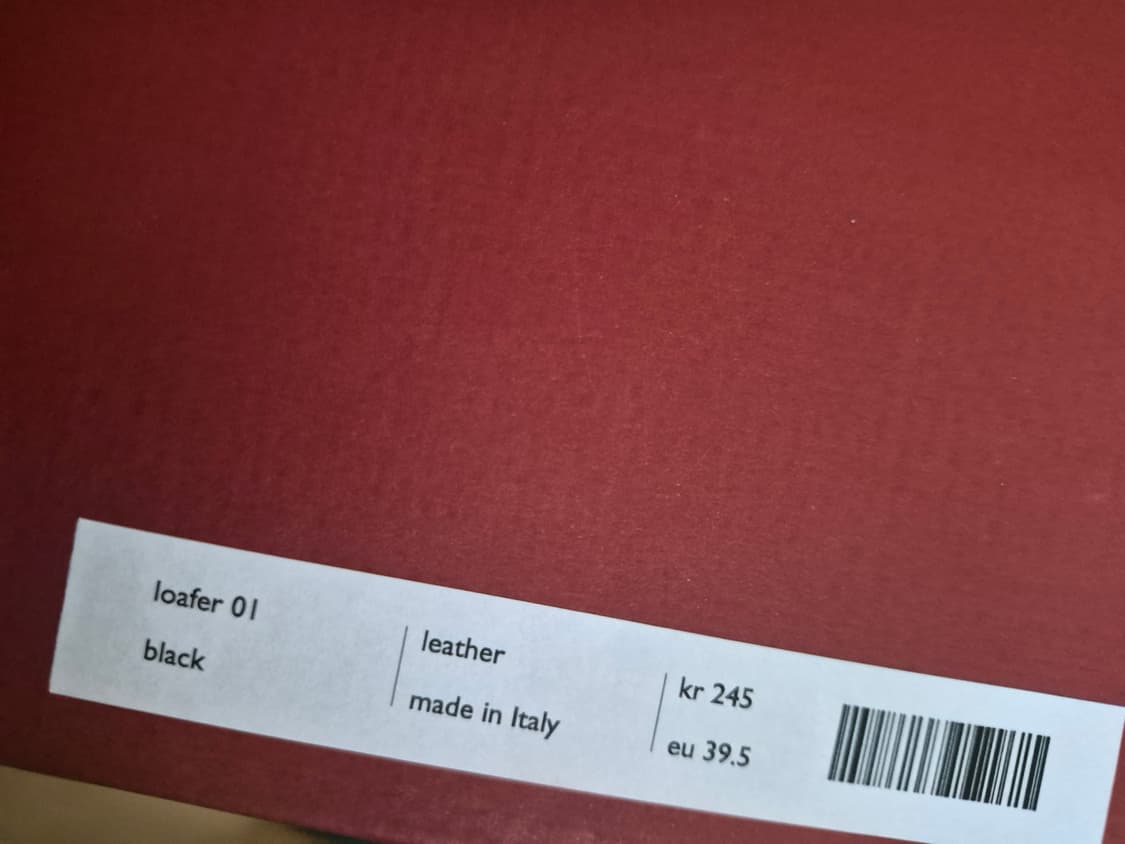 loafer 01
black
leather
made in Italy
kr 245
eu 39.5